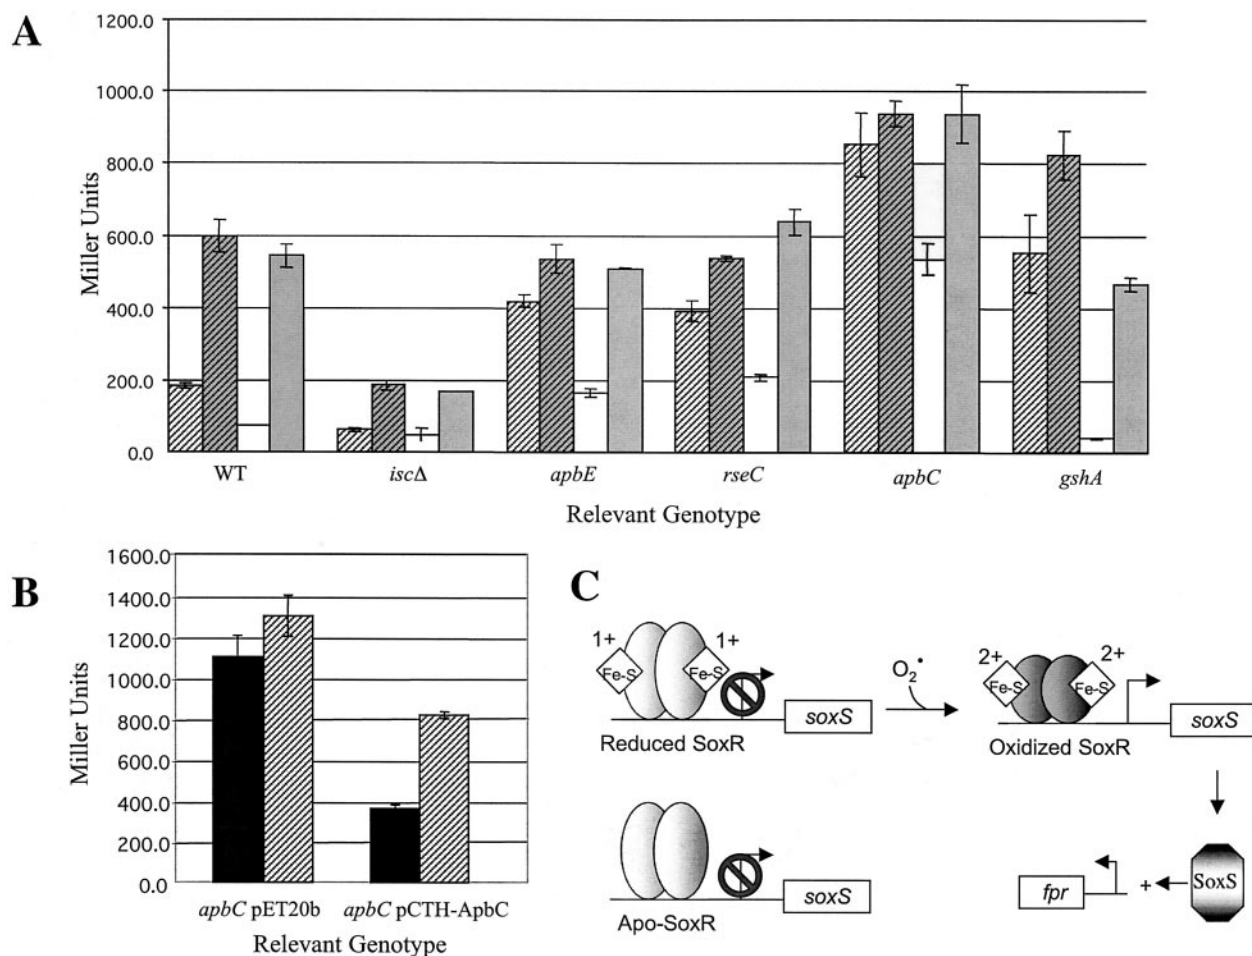 A
1200.0
1000.0
800.0
600.0
400.0
200.0
0.0
Miller Units
WT iscΔ apbE rseC apbC gshA
Relevant Genotype
B
1600.0
1400.0
1200.0
1000.0
800.0
600.0
400.0
200.0
0.0
Miller Units
apbC pET20b apbC pCTH-ApbC
Relevant Genotype
C
1+ 1+
Fe-S Fe-S
soxS
Reduced SoxR
O₂•
2+ 2+
Fe-S Fe-S
soxS
Oxidized SoxR
soxS
Apo-SoxR
fpr + SoxS